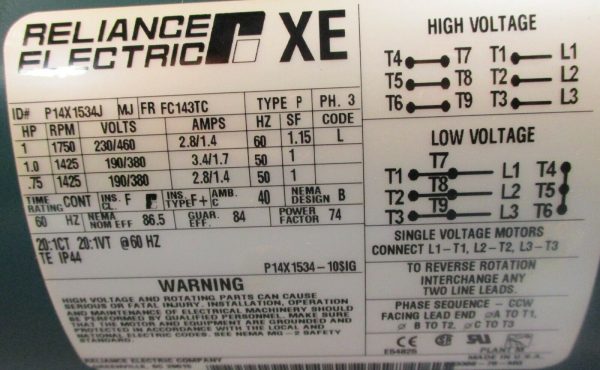 RELIANCE ELECTRIC XE
ID# P14X1534J MJ FR FC143TC TYPE P PH. 3
HP RPM VOLTS AMPS HZ SF CODE
1 1750 230/460 2.8/1.4 60 1.15 L
1.0 1425 190/380 3.4/1.7 50 1
.75 1425 190/380 2.8/1.4 50 1
TIME RATING CONT INS. CL. F INS. TYPE F+ AMB. C 40 NEMA DESIGN B
60 HZ NEMA NOM EFF 86.5 GUAR. EFF. 84 POWER FACTOR 74
20:1CT 20:1VT @60 HZ
TE IP44
P14X1534-10SIG
WARNING
HIGH VOLTAGE AND ROTATING PARTS CAN CAUSE
SERIOUS OR FATAL INJURY. INSTALLATION, OPERATION
AND MAINTENANCE OF ELECTRICAL MACHINERY SHOULD
BE PERFORMED BY QUALIFIED PERSONNEL. MAKE SURE
THAT THE MOTOR AND EQUIPMENT ARE GROUNDED AND
PROTECTED IN ACCORDANCE WITH THE LOCAL AND
NATIONAL ELECTRIC CODES. SEE NEMA MG-2 SAFETY
STANDARD.
RELIANCE ELECTRIC COMPANY
HIGH VOLTAGE
T4 T7 T1 L1
T5 T8 T2 L2
T6 T9 T3 L3
LOW VOLTAGE
T7
T1 L1 T4
T8
T2 L2 T5
T9
T3 L3 T6
SINGLE VOLTAGE MOTORS
CONNECT L1-T1, L2-T2, L3-T3
TO REVERSE ROTATION
INTERCHANGE ANY
TWO LINE LEADS.
PHASE SEQUENCE - CCW
FACING LEAD END øA TO T1,
øB TO T2, øC TO T3
CE SP UL
E54825 PLANT
MADE IN U.S.A.